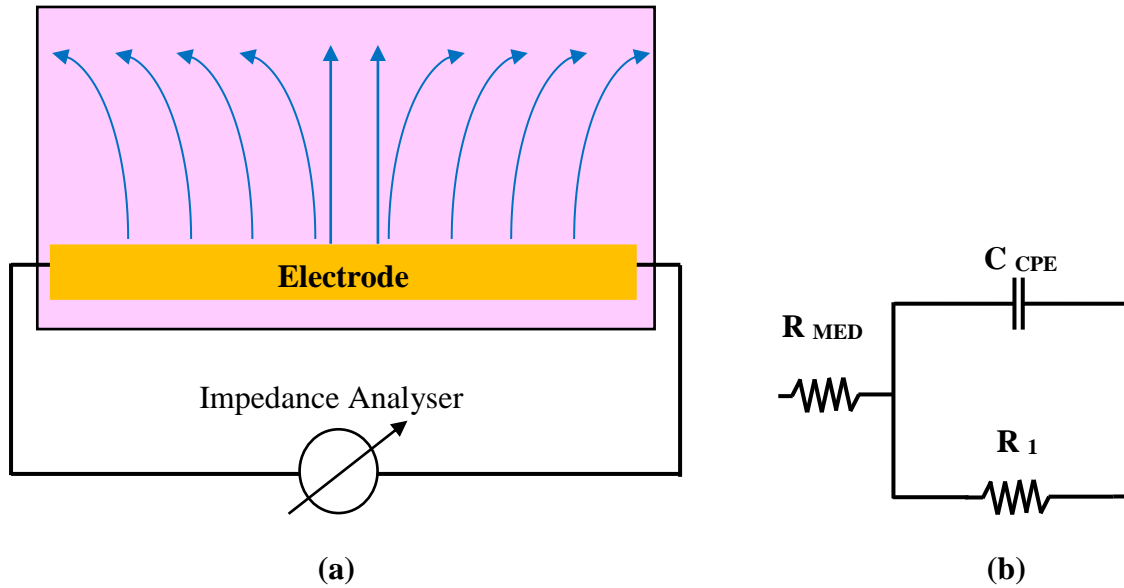 Electrode
Impedance Analyser
(a)
C CPE
R MED
R 1
(b)